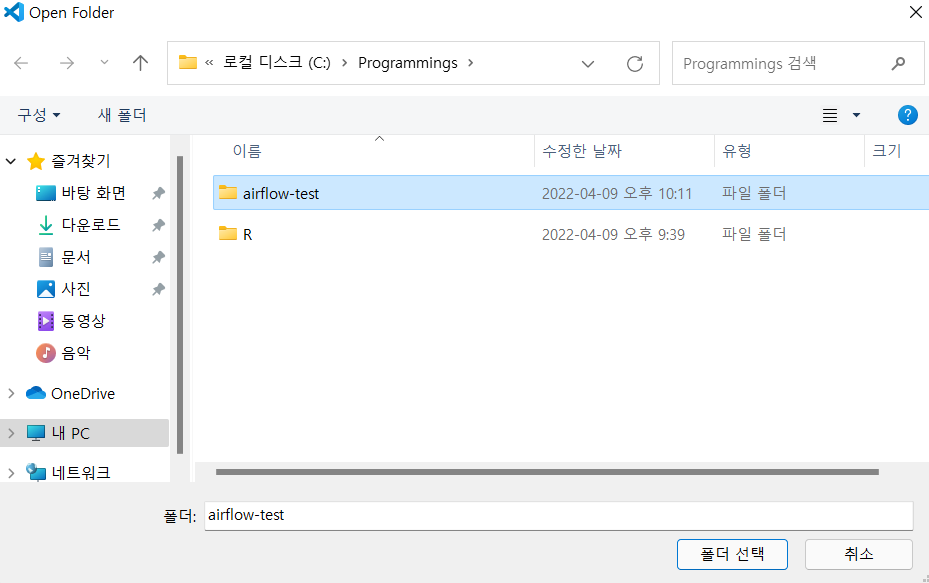 Open Folder
« 로컬 디스크 (C:) › Programmings ›
Programmings 검색
구성 새 폴더
이름 수정한 날짜 유형 크기
즐겨찾기
바탕 화면
다운로드
문서
사진
동영상
음악
OneDrive
내 PC
네트워크
airflow-test 2022-04-09 오후 10:11 파일 폴더
R 2022-04-09 오후 9:39 파일 폴더
폴더: airflow-test
폴더 선택 취소